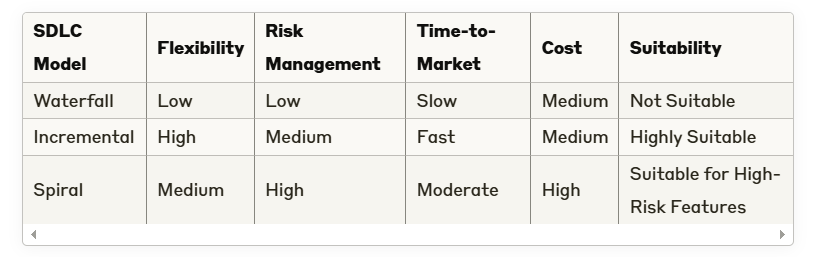 SDLC Model Flexibility Risk Management Time-to-Market Cost Suitability
Waterfall Low Low Slow Medium Not Suitable
Incremental High Medium Fast Medium Highly Suitable
Spiral Medium High Moderate High Suitable for High-Risk Features